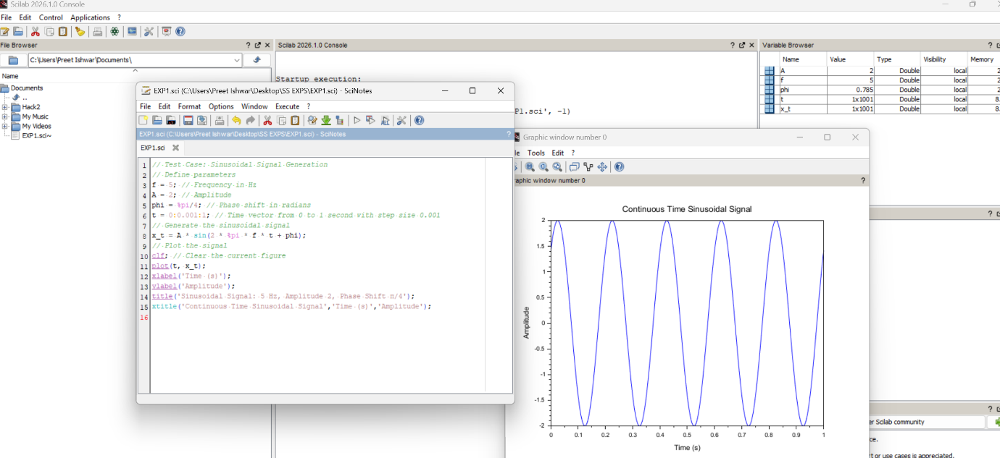 Scilab 2026.1.0 Console
File Edit Control Applications ?
File Browser ?
C:\Users\Preet Ishwar\Documents\
Name
Documents
..
Hack2
My Music
My Videos
EXP1.sci~
Scilab 2026.1.0 Console ?
Startup execution:
P1.sci', -1)
EXP1.sci (C:\Users\Preet Ishwar\Desktop\SS EXPS\EXP1.sci) - SciNotes
File Edit Format Options Window Execute ?
EXP1.sci (C:\Users\Preet Ishwar\Desktop\SS EXPS\EXP1.sci) - SciNotes ?
EXP1.sci
1 // Test Case: Sinusoidal Signal Generation
2 // Define parameters
3 f = 5; // Frequency in Hz
4 A = 2; // Amplitude
5 phi = %pi/4; // Phase shift in radians
6 t = 0:0.001:1; // Time vector from 0 to 1 second with step size 0.001
7 // Generate the sinusoidal signal
8 x_t = A * sin(2 * %pi * f * t + phi);
9 // Plot the signal
10 clf; // Clear the current figure
11 plot(t, x_t);
12 xlabel('Time (s)');
13 ylabel('Amplitude');
14 title('Sinusoidal Signal: 5 Hz, Amplitude 2, Phase Shift π/4');
15 xtitle('Continuous Time Sinusoidal Signal','Time (s)','Amplitude');
16
Graphic window number 0
Tools Edit ?
raphic window number 0 ?
Continuous Time Sinusoidal Signal
2
1.5
1
0.5
0
-0.5
-1
-1.5
-2
Amplitude
0 0.1 0.2 0.3 0.4 0.5 0.6 0.7 0.8 0.9 1
Time (s)
Variable Browser ?
Name Value Type Visibility Memory
A 2 Double local 2
f 5 Double local 2
phi 0.785 Double local 2
t 1x1001 Double local 8.
x_t 1x1001 Double local 8.
?
?
er Scilab community
ce.
rt or use cases is appreciated.